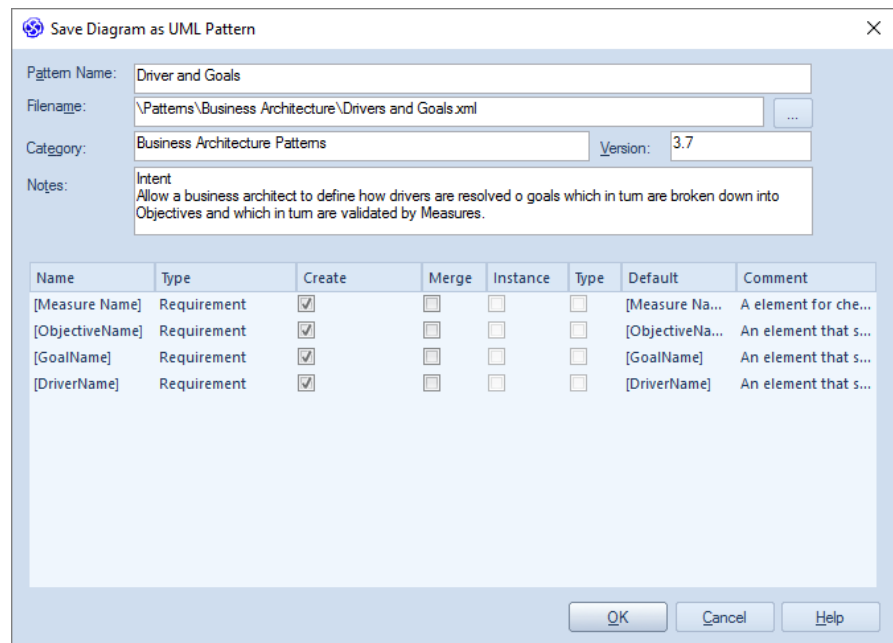 Save Diagram as UML Pattern
Pattern Name: Driver and Goals
Filename: \Patterns\Business Architecture\Drivers and Goals.xml ...
Category: Business Architecture Patterns Version: 3.7
Notes: Intent
Allow a business architect to define how drivers are resolved o goals which in turn are broken down into
Objectives and which in turn are validated by Measures.
Name Type Create Merge Instance Type Default Comment
[Measure Name] Requirement [Measure Na... A element for che...
[ObjectiveName] Requirement [ObjectiveNa... An element that s...
[GoalName] Requirement [GoalName] An element that s...
[DriverName] Requirement [DriverName] An element that s...
OK Cancel Help